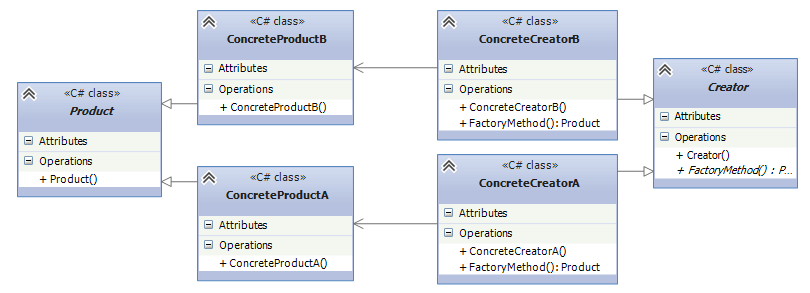 «C# class»
Product
Attributes
Operations
+ Product()
«C# class»
ConcreteProductB
Attributes
Operations
+ ConcreteProductB()
«C# class»
ConcreteProductA
Attributes
Operations
+ ConcreteProductA()
«C# class»
ConcreteCreatorB
Attributes
Operations
+ ConcreteCreatorB()
+ FactoryMethod(): Product
«C# class»
ConcreteCreatorA
Attributes
Operations
+ ConcreteCreatorA()
+ FactoryMethod(): Product
«C# class»
Creator
Attributes
Operations
+ Creator()
+ FactoryMethod() : P...